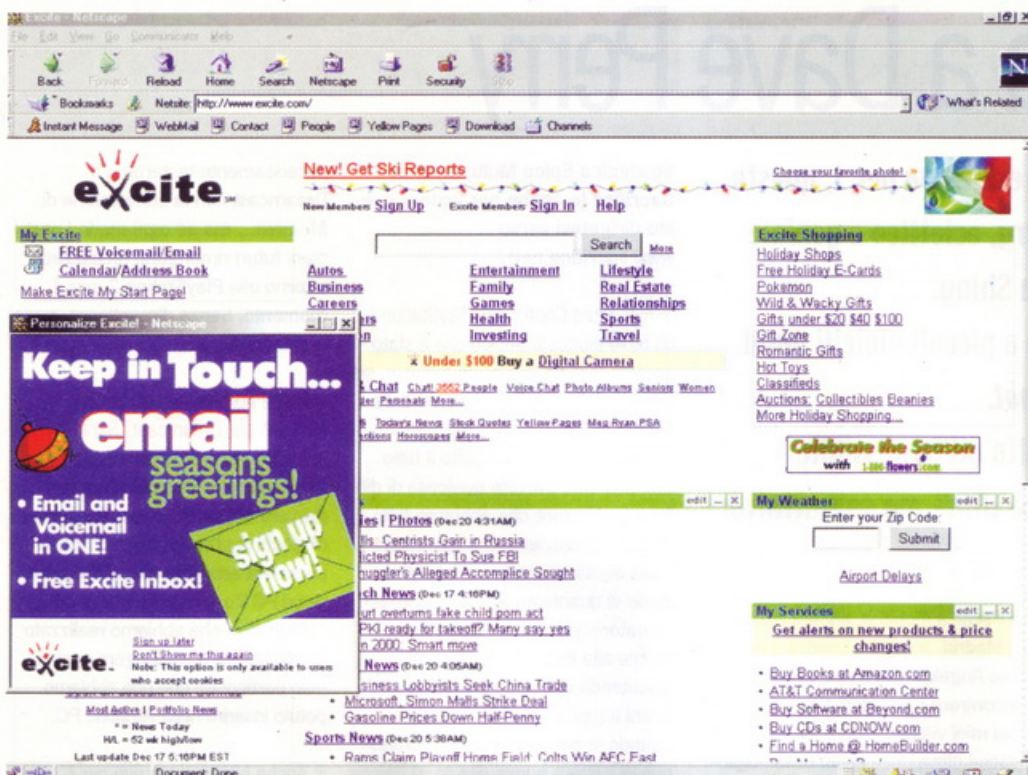 Excite - Netscape
File Edit View Go Communicator Help
Back Forward Reload Home Search Netscape Print Security Stop
Bookmarks Netsite: http://www.excite.com/ What's Related
Instant Message WebMail Contact People Yellow Pages Download Channels
excite
New! Get Ski Reports
Choose your favorite photo!
New Members Sign Up Excite Members Sign In Help
My Excite
FREE Voicemail/Email
Calendar/Address Book
Make Excite My Start Page!
Search More
Autos Entertainment Lifestyle
Business Family Real Estate
Careers Games Relationships
Health Sports
Investing Travel
Under $100 Buy a Digital Camera
& Chat Chat! 3552 People Voice Chat Photo Albums Seniors Women
Personals More...
Today's News Stock Quotes Yellow Pages Meg Ryan PSA
Horoscopes More...
Excite Shopping
Holiday Shops
Free Holiday E-Cards
Pokemon
Wild & Wacky Gifts
Gifts under $20 $40 $100
Gift Zone
Romantic Gifts
Hot Toys
Classifieds
Auctions: Collectibles Beanies
More Holiday Shopping...
Celebrate the Season
with 1-800-flowers.com
Personalize Excite! - Netscape
Keep in Touch...
email
seasons
greetings!
• Email and
Voicemail
in ONE!
• Free Excite Inbox!
sign up
now!
Sign up later
Don't Show me this again
excite
Note: This option is only available to users
who accept cookies
Most Active | Portfolio News
*= News Today
H/L = 52 wk high/low
Last update Dec 17 5:16PM EST
edit
| Photos (Dec 20 4:31AM)
Centrists Gain in Russia
Physicist To Sue FBI
Alleged Accomplice Sought
News (Dec 17 4:16PM)
overturns fake child porn act
PKI ready for takeoff? Many say yes
2000: Smart move
News (Dec 20 4:05AM)
Business Lobbyists Seek China Trade
Microsoft, Simon Malls Strike Deal
Gasoline Prices Down Half-Penny
Sports News (Dec 20 5:38AM)
Rams Claim Playoff Home Field; Colts Win AFC East
My Weather edit
Enter your Zip Code:
Submit
Airport Delays
My Services edit
Get alerts on new products & price
changes!
• Buy Books at Amazon.com
• AT&T Communication Center
• Buy Software at Beyond.com
• Buy CDs at CDNOW.com
• Find a Home @ HomeBuilder.com
Document: Done